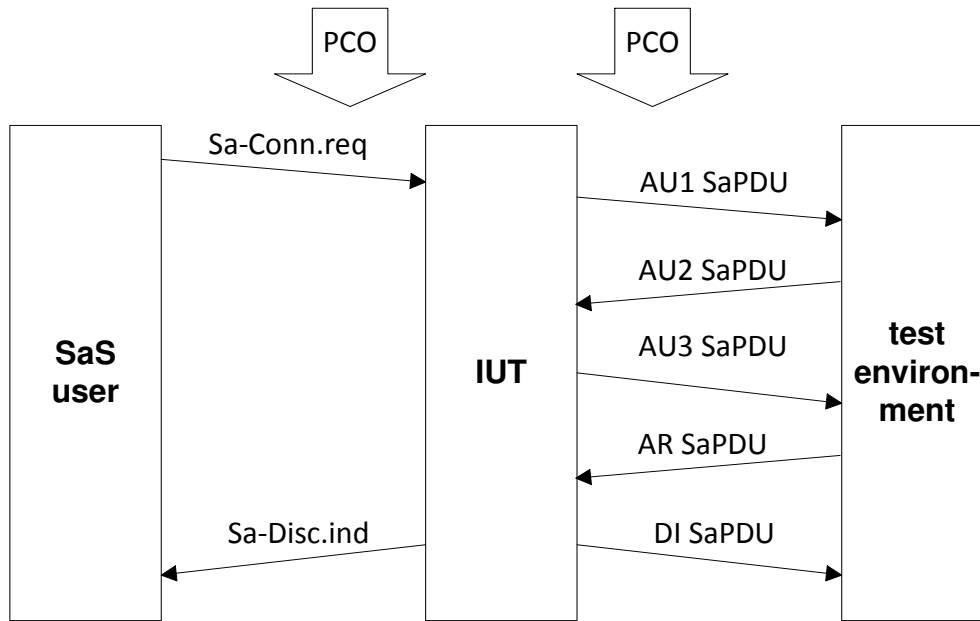 PCO
PCO
Sa-Conn.req
AU1 SaPDU
AU2 SaPDU
SaS
user
IUT
AU3 SaPDU
test
environ-
ment
AR SaPDU
Sa-Disc.ind
DI SaPDU